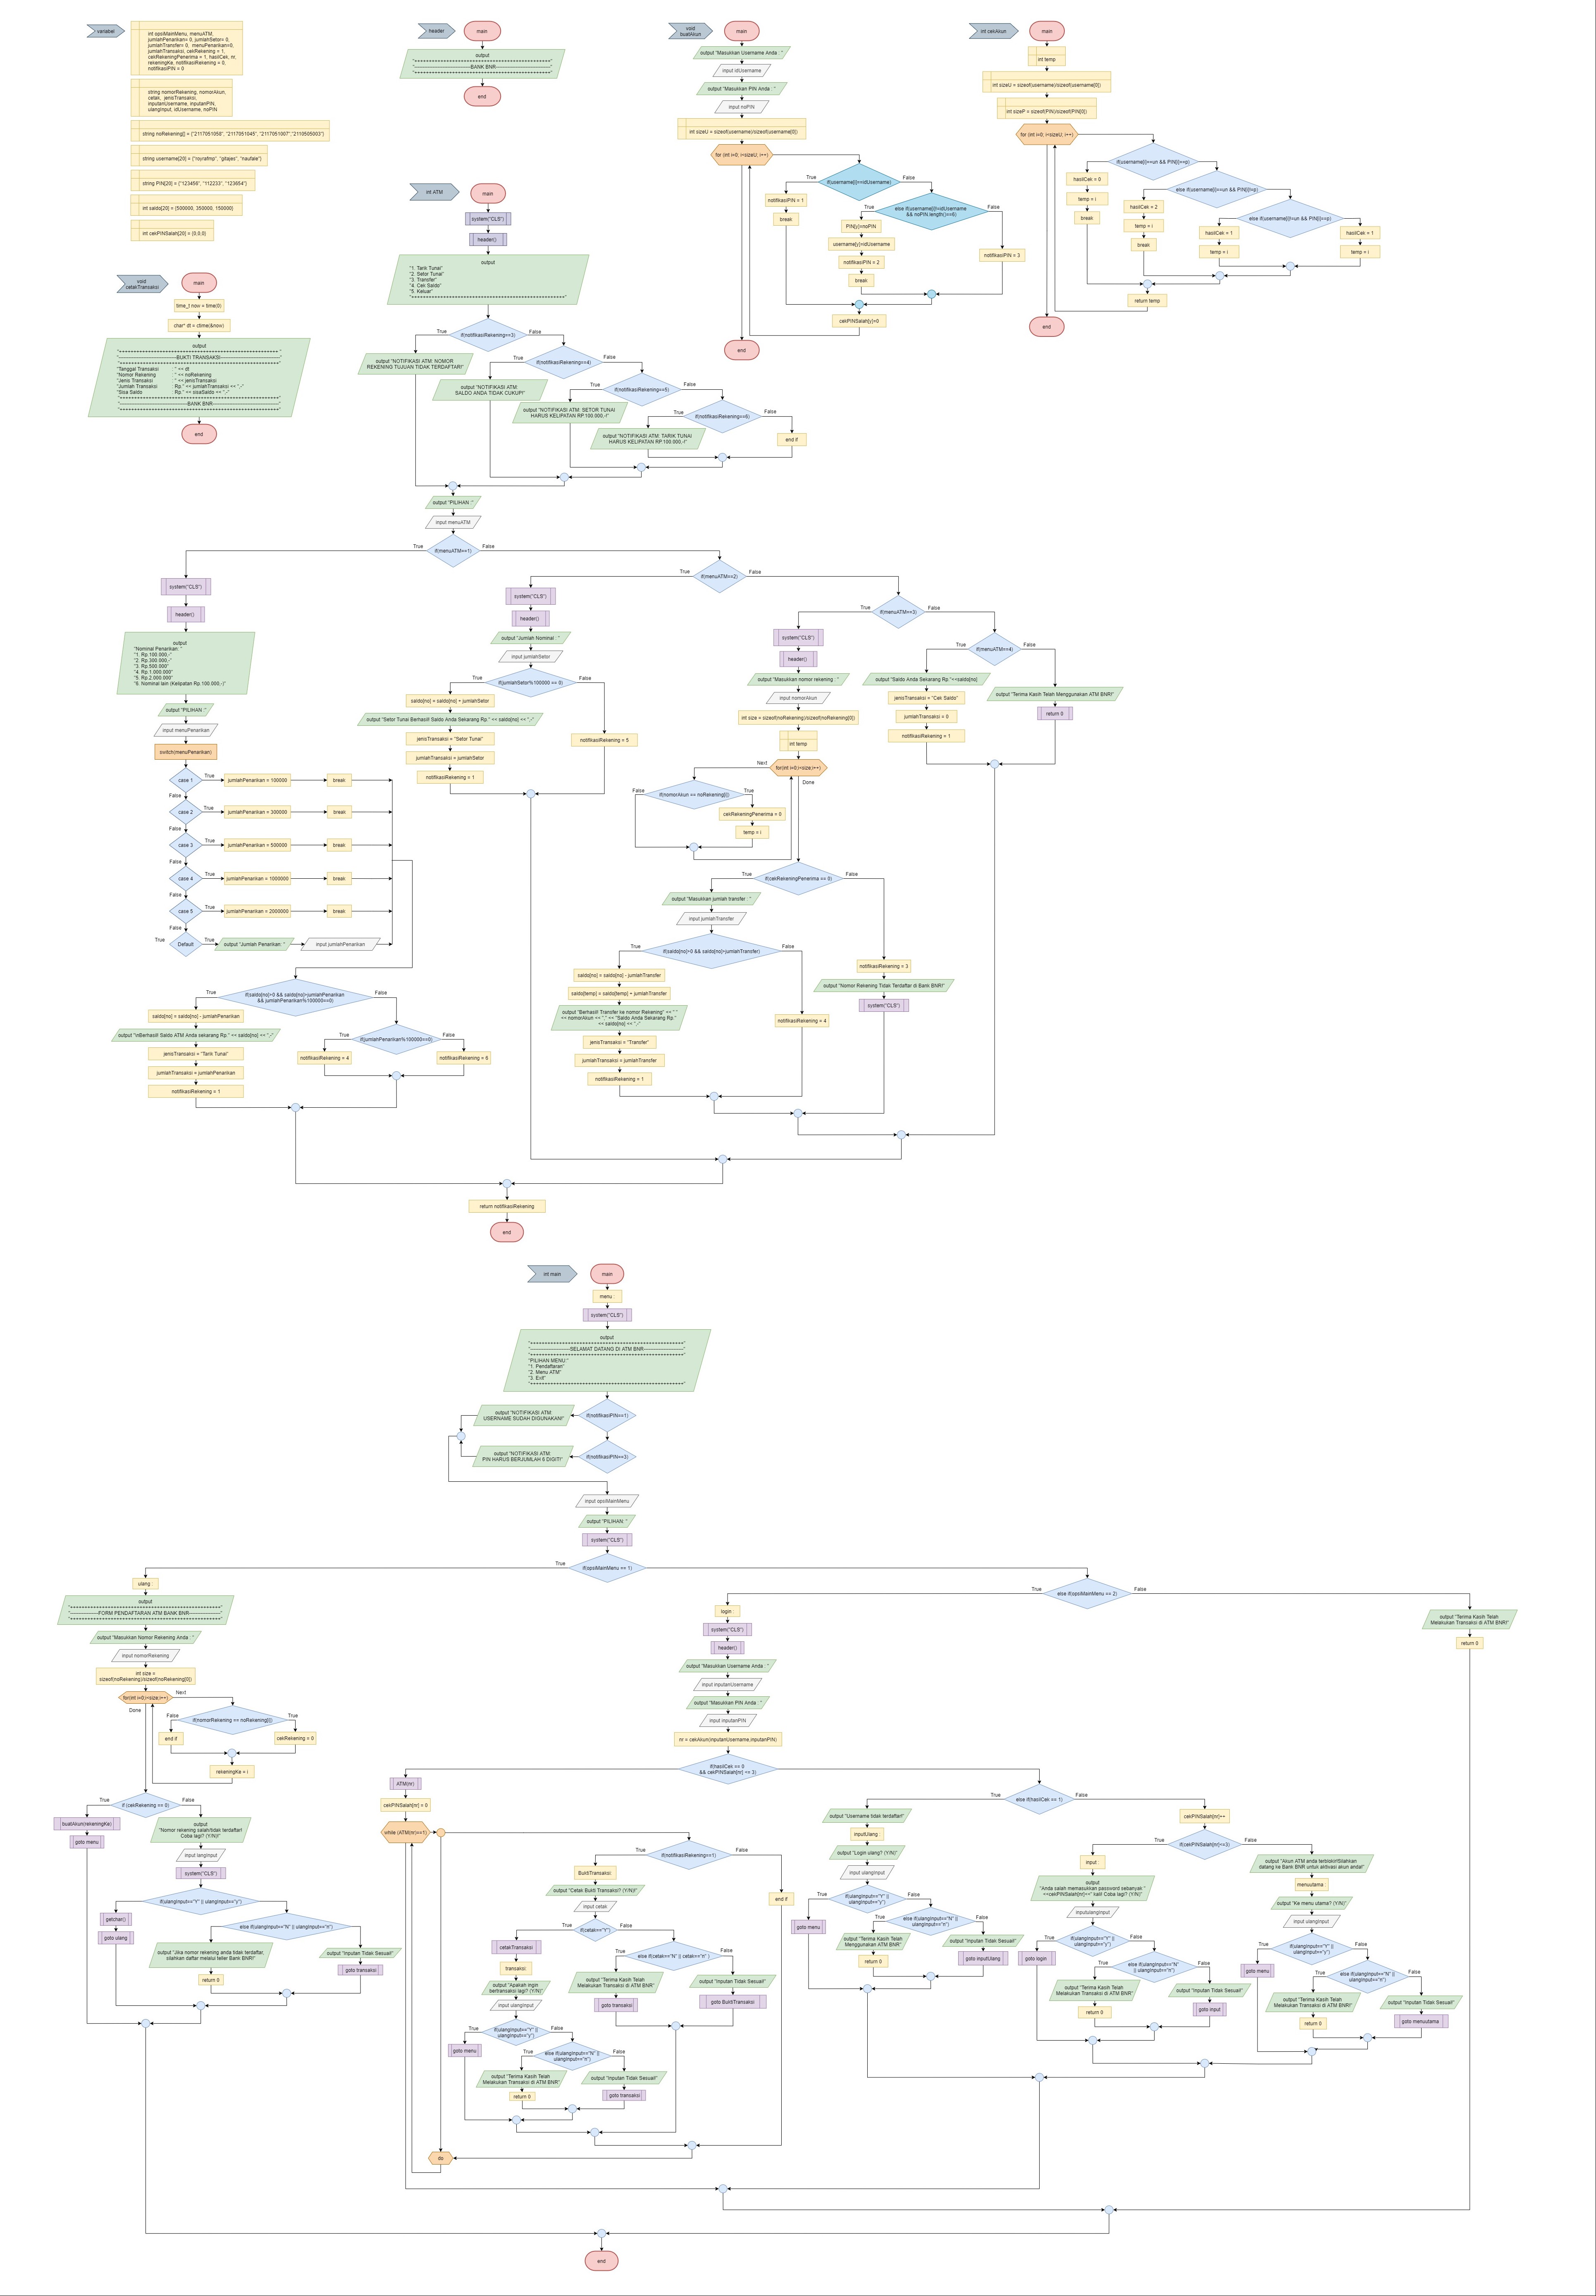 variabel
int opsiMainMenu, menuATM,
jumlahPenarikan= 0, jumlahSetor= 0,
jumlahTransfer= 0,  menuPenarikan=0,
jumlahTransaksi, cekRekening = 1,
cekRekeningPenerima = 1, hasilCek, nr,
rekeningKe, notifikasiRekening = 0,
notifikasiPIN = 0
string nomorRekening, nomorAkun,
cetak,  jenisTransaksi,
inputanUsername, inputanPIN,
ulangInput, idUsername, noPIN
string noRekening[] = {"2117051058", "2117051045", "2117051007","2110505003"}
string username[20] = {"royrafmp", "gitajes", "naufale"}
string PIN[20] = {"123456", "112233", "123654"}
int saldo[20] = {500000, 350000, 150000}
int cekPINSalah[20] = {0,0,0}
header
main
output
BANK BNR
end
void
buatAkun
main
output "Masukkan Username Anda : "
input idUsername
output "Masukkan PIN Anda : "
input noPIN
int sizeU = sizeof(username)/sizeof(username[0])
for (int i=0; i<sizeU; i++)
if(username[i]==idUsername)
True
False
notifikasiPIN = 1
break
else if(username[i]!=idUsername
&& noPIN.length()==6)
True
False
PIN[y]=noPIN
username[y]=idUsername
notifikasiPIN = 2
break
notifikasiPIN = 3
cekPINSalah[y]=0
end
int cekAkun
main
int temp
int sizeU = sizeof(username)/sizeof(username[0])
int sizeP = sizeof(PIN)/sizeof(PIN[0])
for (int i=0; i<sizeU; i++)
if(username[i]==un && PIN[i]==p)
hasilCek = 0
temp = i
break
else if(username[i]==un && PIN[i]!=p)
hasilCek = 2
temp = i
break
else if(username[i]!=un && PIN[i]!==p)
hasilCek = 1
temp = i
hasilCek = 1
temp = i
return temp
end
void
cetakTransaksi
main
time_t now = time(0)
char* dt = ctime(&now)
output
BUKTI TRANSAKSI
"Tanggal Transaksi : " << dt
"Nomor Rekening : " << noRekening
"Jenis Transaksi : " << jenisTransaksi
"Jumlah Transaksi : Rp." << jumlahTransaksi << ",-"
"Sisa Saldo : Rp." << sisaSaldo << ",-"
BANK BNR
end
int ATM
main
system("CLS")
header()
output
"1. Tarik Tunai"
"2. Setor Tunai"
"3. Transfer"
"4. Cek Saldo"
"5. Keluar"
if(notifikasiRekening==3)
True
False
output "NOTIFIKASI ATM: NOMOR
REKENING TUJUAN TIDAK TERDAFTAR!"
if(notifikasiRekening==4)
True
False
output "NOTIFIKASI ATM:
SALDO ANDA TIDAK CUKUP!"
if(notifikasiRekening==5)
True
False
output "NOTIFIKASI ATM: SETOR TUNAI
HARUS KELIPATAN RP.100.000,-!"
if(notifikasiRekening==6)
True
False
output "NOTIFIKASI ATM: TARIK TUNAI
HARUS KELIPATAN RP.100.000,-!"
end if
output "PILIHAN :"
input menuATM
if(menuATM==1)
True
False
system("CLS")
header()
output
"Nominal Penarikan: "
"1. Rp.100.000,-"
"2. Rp.300.000,-"
"3. Rp.500.000"
"4. Rp.1.000.000"
"5. Rp.2.000.000"
"6. Nominal lain (Kelipatan Rp.100.000,-)"
output "PILIHAN :"
input menuPenarikan
switch(menuPenarikan)
case 1
True
jumlahPenarikan = 100000
break
False
case 2
True
jumlahPenarikan = 300000
break
False
case 3
True
jumlahPenarikan = 500000
break
False
case 4
True
jumlahPenarikan = 1000000
break
False
case 5
True
jumlahPenarikan = 2000000
break
False
True
Default
True
output "Jumlah Penarikan: "
input jumlahPenarikan
if(saldo[no]>0 && saldo[no]>jumlahPenarikan
&& jumlahPenarikan%100000==0)
True
False
saldo[no] = saldo[no] - jumlahPenarikan
output "\nBerhasil! Saldo ATM Anda sekarang Rp." << saldo[no] << ",-"
jenisTransaksi = "Tarik Tunai"
jumlahTransaksi = jumlahPenarikan
notifikasiRekening = 1
if(jumlahPenarikan%100000==0)
True
False
notifikasiRekening = 4
notifikasiRekening = 6
if(menuATM==2)
True
False
system("CLS")
header()
output "Jumlah Nominal : "
input jumlahSetor
if(jumlahSetor%100000 == 0)
True
False
saldo[no] = saldo[no] + jumlahSetor
output "Setor Tunai Berhasil! Saldo Anda Sekarang Rp." << saldo[no] << ",-"
jenisTransaksi = "Setor Tunai"
jumlahTransaksi = jumlahSetor
notifikasiRekening = 1
notifikasiRekening = 5
if(menuATM==3)
True
False
system("CLS")
header()
output "Masukkan nomor rekening : "
input nomorAkun
int size = sizeof(noRekening)/sizeof(noRekening[0])
int temp
for(int i=0;i<size;i++)
Next
Done
if(nomorAkun == noRekening[i])
False
True
cekRekeningPenerima = 0
temp = i
if(cekRekeningPenerima == 0)
True
False
output "Masukkan jumlah transfer : "
input jumlahTransfer
if(saldo[no]>0 && saldo[no]>jumlahTransfer)
True
False
saldo[no] = saldo[no] - jumlahTransfer
saldo[temp] = saldo[temp] + jumlahTransfer
output "Berhasil Transfer ke nomor Rekening" << " "
<< nomorAkun << "," << "Saldo Anda Sekarang Rp."
<< saldo[no] << ",-"
jenisTransaksi = "Transfer"
jumlahTransaksi = jumlahTransfer
notifikasiRekening = 1
notifikasiRekening = 4
notifikasiRekening = 3
output "Nomor Rekening Tidak Terdaftar di Bank BNR!"
system("CLS")
if(menuATM==4)
True
False
output "Saldo Anda Sekarang Rp."<<saldo[no]
jenisTransaksi = "Cek Saldo"
jumlahTransaksi = 0
notifikasiRekening = 1
output "Terima Kasih Telah Menggunakan ATM BNR!"
return 0
return notifikasiRekening
end
int main
main
menu :
system("CLS")
output
SELAMAT DATANG DI ATM BNR
"PILIHAN MENU:"
"1. Pendaftaran"
"2. Menu ATM"
"3. Exit"
if(notifikasiPIN==1)
output "NOTIFIKASI ATM:
USERNAME SUDAH DIGUNAKAN!"
if(notifikasiPIN==3)
output "NOTIFIKASI ATM:
PIN HARUS BERJUMLAH 6 DIGIT!"
input opsiMainMenu
output "PILIHAN: "
system("CLS")
if(opsiMainMenu == 1)
True
ulang :
output
FORM PENDAFTARAN ATM BANK BNR
output "Masukkan Nomor Rekening Anda : "
input nomorRekening
int size =
sizeof(noRekening)/sizeof(noRekening[0])
for(int i=0;i<size;i++)
Next
Done
if(nomorRekening == noRekening[i])
False
True
end if
cekRekening = 0
rekeningKe = i
if (cekRekening == 0)
True
False
buatAkun(rekeningKe)
goto menu
output
"Nomor rekening salah/tidak terdaftar!
Coba lagi? (Y/N)!"
input langInput
system("CLS")
if(ulangInput=="Y" || ulangInput=="y")
getchar()
goto ulang
else if(ulangInput=="N" || ulangInput=="n")
output "Jika nomor rekening anda tidak terdaftar,
silahkan daftar melalui teller Bank BNR!"
return 0
output "Inputan Tidak Sesuai!"
goto transaksi
else if(opsiMainMenu == 2)
True
False
login :
system("CLS")
header()
output "Masukkan Username Anda : "
input inputanUsername
output "Masukkan PIN Anda : "
input inputanPIN
nr = cekAkun(inputanUsername,inputanPIN)
if(hasilCek == 0
&& cekPINSalah[nr] <= 3)
ATM(nr)
cekPINSalah[nr] = 0
while (ATM(nr)==1)
if(notifikasiRekening==1)
True
False
BuktiTransaksi:
output "Cetak Bukti Transaksi? (Y/N)!"
input cetak
if(cetak=="Y")
True
False
cetakTransaksi
transaksi
output "Apakah ingin
bertransaksi lagi? (Y/N)"
input ulangInput
if(ulangInput=="Y" ||
ulangInput=="y")
True
False
goto menu
else if(ulangInput=="N" ||
ulangInput=="n")
True
False
output "Terima Kasih Telah
Melakukan Transaksi di ATM BNR"
return 0
output "Inputan Tidak Sesuai!"
goto transaksi
else if(cetak=="N" || cetak=="n")
True
False
output "Terima Kasih Telah
Melakukan Transaksi di ATM BNR"
goto transaksi
output "Inputan Tidak Sesuai!"
goto BuktiTransaksi
end if
do
else if(hasilCek == 1)
True
False
output "Username tidak terdaftar!"
inputUlang :
output "Login ulang? (Y/N)!"
input ulangInput
if(ulangInput=="Y" ||
ulangInput=="y")
True
False
goto menu
else if(ulangInput=="N" ||
ulangInput=="n")
True
False
output "Terima Kasih Telah
Menggunakan ATM BNR"
return 0
output "Inputan Tidak Sesuai!"
goto inputUlang
cekPINSalah[nr]++
if(cekPINSalah[nr]<=3)
True
False
input :
output
"Anda salah memasukkan password sebanyak "
<<cekPINSalah[nr]<<" kali! Coba lagi? (Y/N)!
inputulangInput
if(ulangInput=="Y" ||
ulangInput=="y")
True
False
goto login
else if(ulangInput=="N"
|| ulangInput=="n")
True
False
output "Terima Kasih Telah
Melakukan Transaksi di ATM BNR"
return 0
output "Inputan Tidak Sesuai!"
goto input
output "Akun ATM anda terblokir!Silahkan
datang ke Bank BNR untuk aktivasi akun anda!"
menuutama
output "Ke menu utama? (Y/N)!"
input ulangInput
if(ulangInput=="Y" ||
ulangInput=="y")
True
False
goto menu
else if(ulangInput=="N" ||
ulangInput=="n")
True
False
output "Terima Kasih Telah
Melakukan Transaksi di ATM BNR!"
return 0
output "Inputan Tidak Sesuai!"
goto menuutama
output "Terima Kasih Telah
Melakukan Transaksi di ATM BNR!"
return 0
end